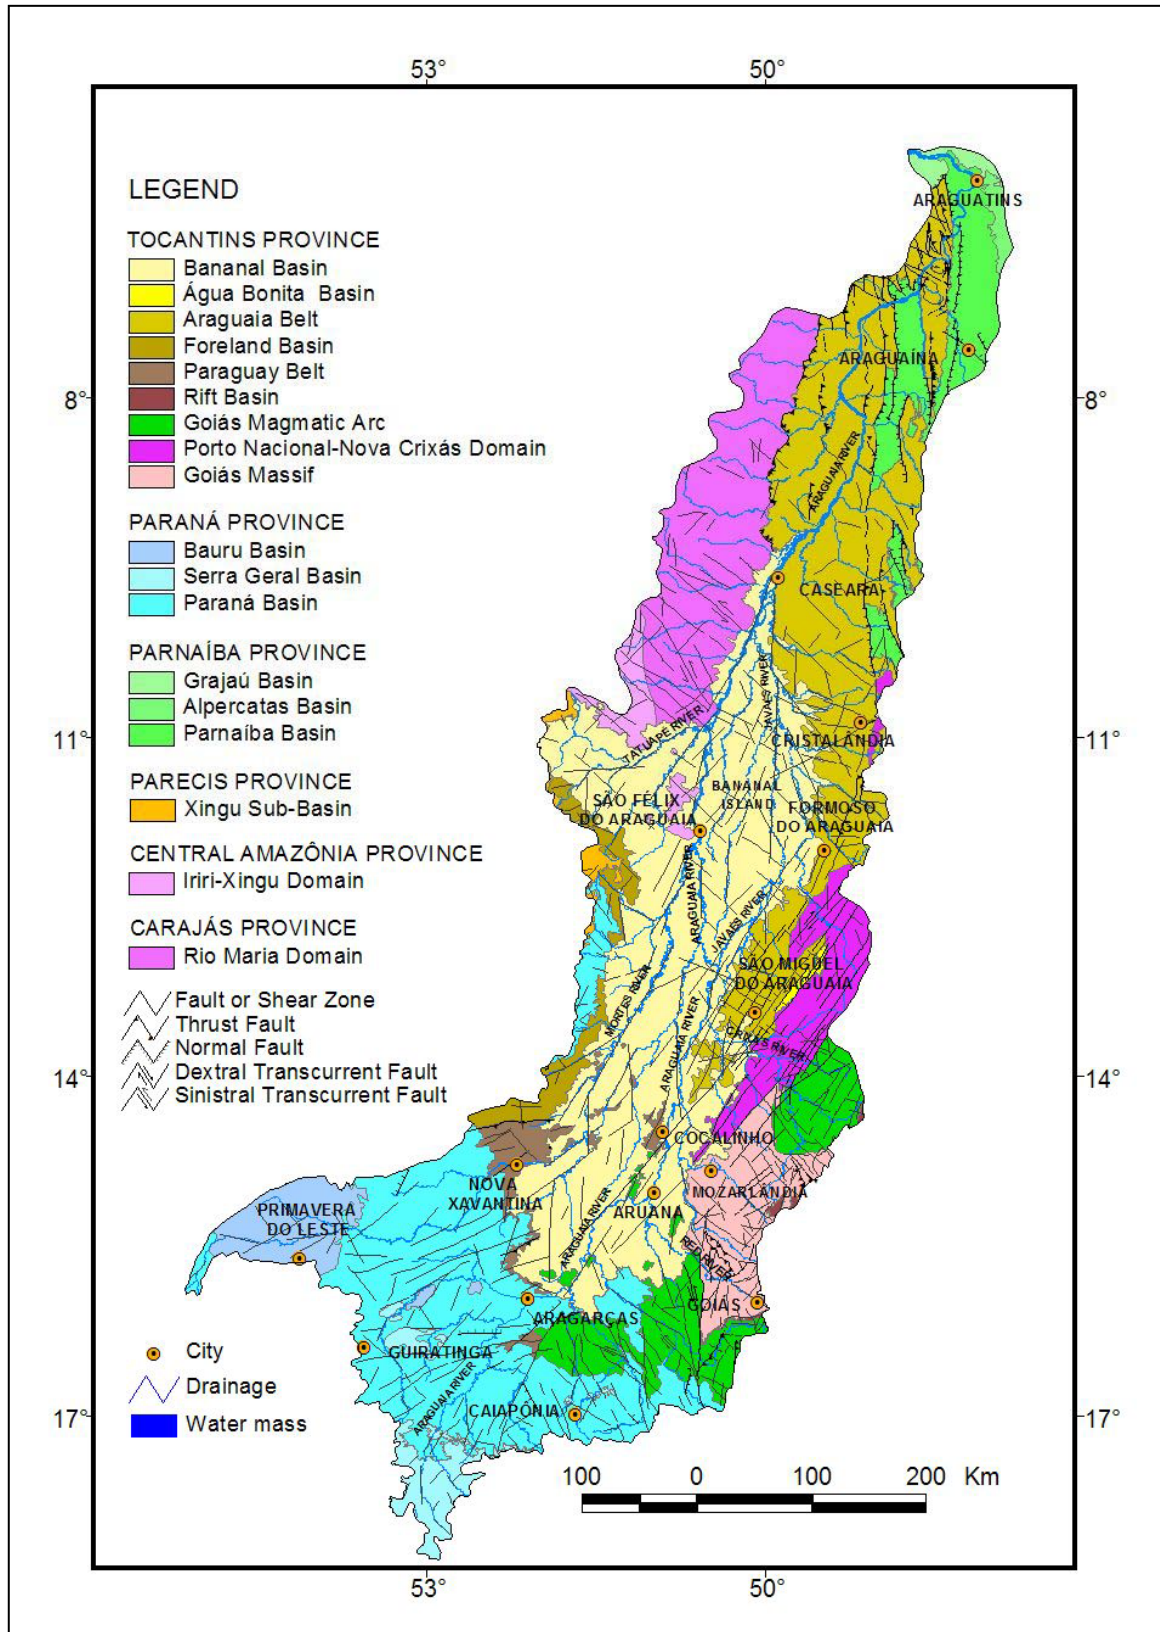 53° 50°
LEGEND
TOCANTINS PROVINCE
Bananal Basin
Água Bonita Basin
Araguaia Belt
Foreland Basin
Paraguay Belt
Rift Basin
Goiás Magmatic Arc
Porto Nacional-Nova Crixás Domain
Goiás Massif
PARANÁ PROVINCE
Bauru Basin
Serra Geral Basin
Paraná Basin
PARNAÍBA PROVINCE
Grajaú Basin
Alpercatas Basin
Parnaíba Basin
PARECIS PROVINCE
Xingu Sub-Basin
CENTRAL AMAZÔNIA PROVINCE
Iriri-Xingu Domain
CARAJÁS PROVINCE
Rio Maria Domain
Fault or Shear Zone
Thrust Fault
Normal Fault
Dextral Transcurrent Fault
Sinistral Transcurrent Fault
City
Drainage
Water mass
8° 8°
11° 11°
14° 14°
17° 17°
ARAGUATINS
ARAGUAÍNA
ARAGUAIA RIVER
CASEARA
JAVAÉS RIVER
TATUAPÉ RIVER
CRISTALÂNDIA
BANANAL
ISLAND
SÃO FÉLIX
DO ARAGUAIA
FORMOSO
DO ARAGUAIA
ARAGUAIA RIVER
JAVAÉS RIVER
SÃO MIGUEL
DO ARAGUAIA
MORTES RIVER
ARAGUAIA RIVER
CRIXÁS RIVER
COCALINHO
NOVA
XAVANTINA
MOZARLÂNDIA
ARUANÃ
PRIMAVERA
DO LESTE
ARAGUAIA RIVER
RED RIVER
GOIÁS
ARAGARÇAS
GUIRATINGA
ARAGUAIA RIVER
CAIAPÔNIA
100 0 100 200 Km
53° 50°